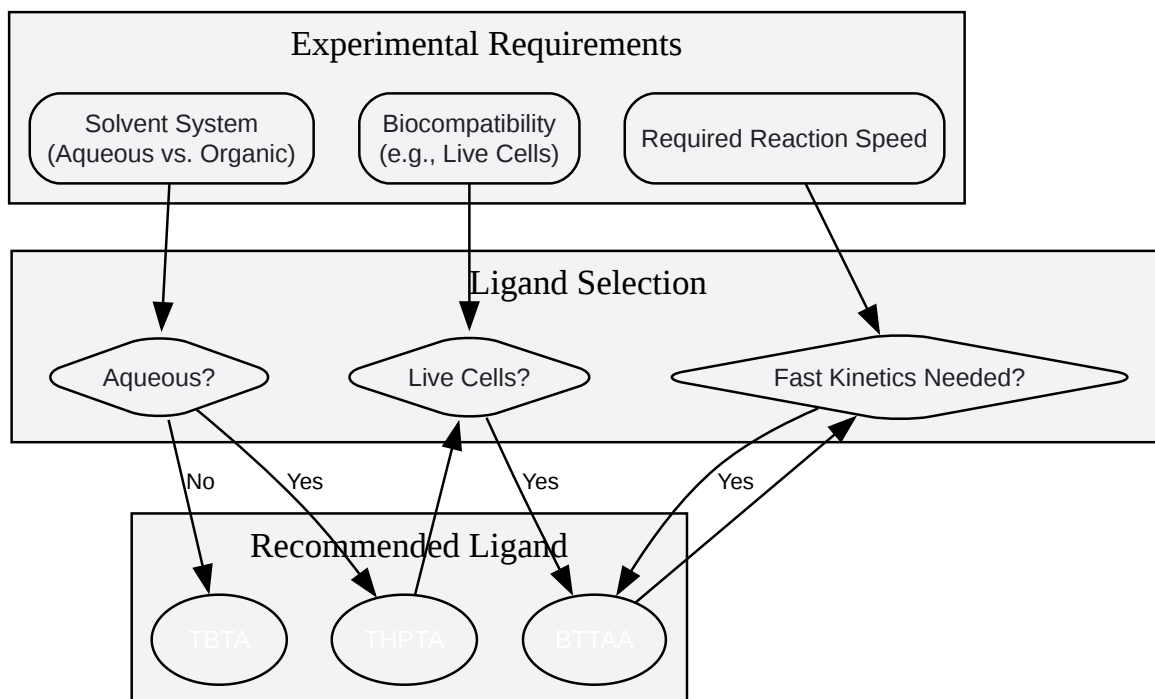 Experimental Requirements
Solvent System
(Aqueous vs. Organic)
Biocompatibility
(e.g., Live Cells)
Required Reaction Speed
Ligand Selection
Aqueous?
Live Cells?
Fast Kinetics Needed?
No
Yes
Yes
Yes
Recommended Ligand
TBTA
THPTA
BTTAA